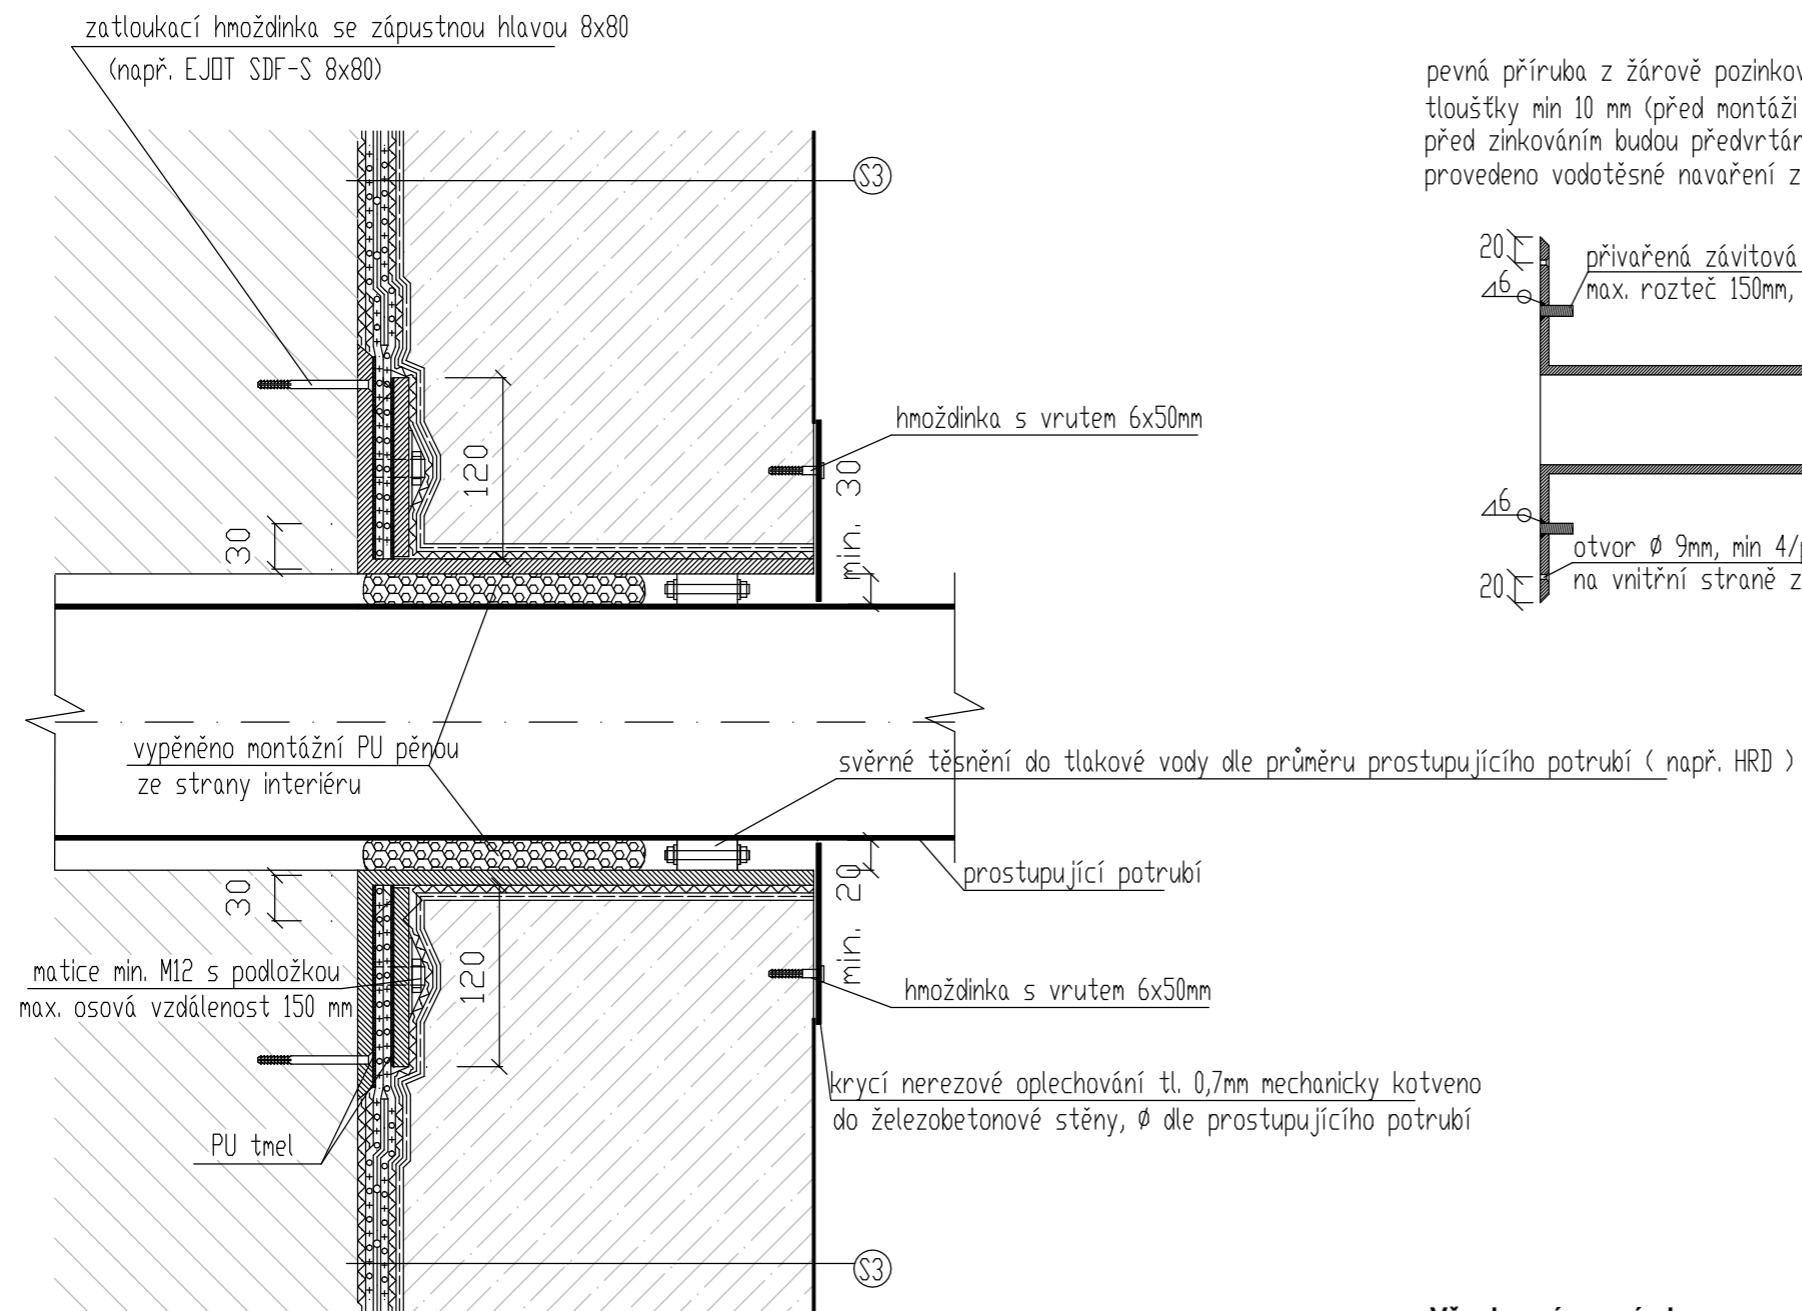 zatloukací hmoždinka se zápustnou hlavou 8x80
(např. EJOT SDF-S 8x80)
pevná příruba z žárově pozinkov
tloušťky min 10 mm (před montáži
před zinkováním budou předvrtán
provedeno vodotěsné navaření z
S3
20
přivařená závitová
6
max. rozteč 150mm,
hmoždinka s vrutem 6x50mm
120
min. 30
30
6
otvor Ø 9mm, min 4/p
20
na vnitřní straně z
vypěněno montážní PU pěnou
ze strany interiéru
svěrné těsnění do tlakové vody dle průměru prostupujícího potrubí ( např. HRD )
prostupující potrubí
30
min. 20
120
matice min. M12 s podložkou
max. osová vzdálenost 150 mm
hmoždinka s vrutem 6x50mm
krycí nerezové oplechování tl. 0,7mm mechanicky kotveno
do železobetonové stěny, Ø dle prostupujícího potrubí
PU tmel
S3